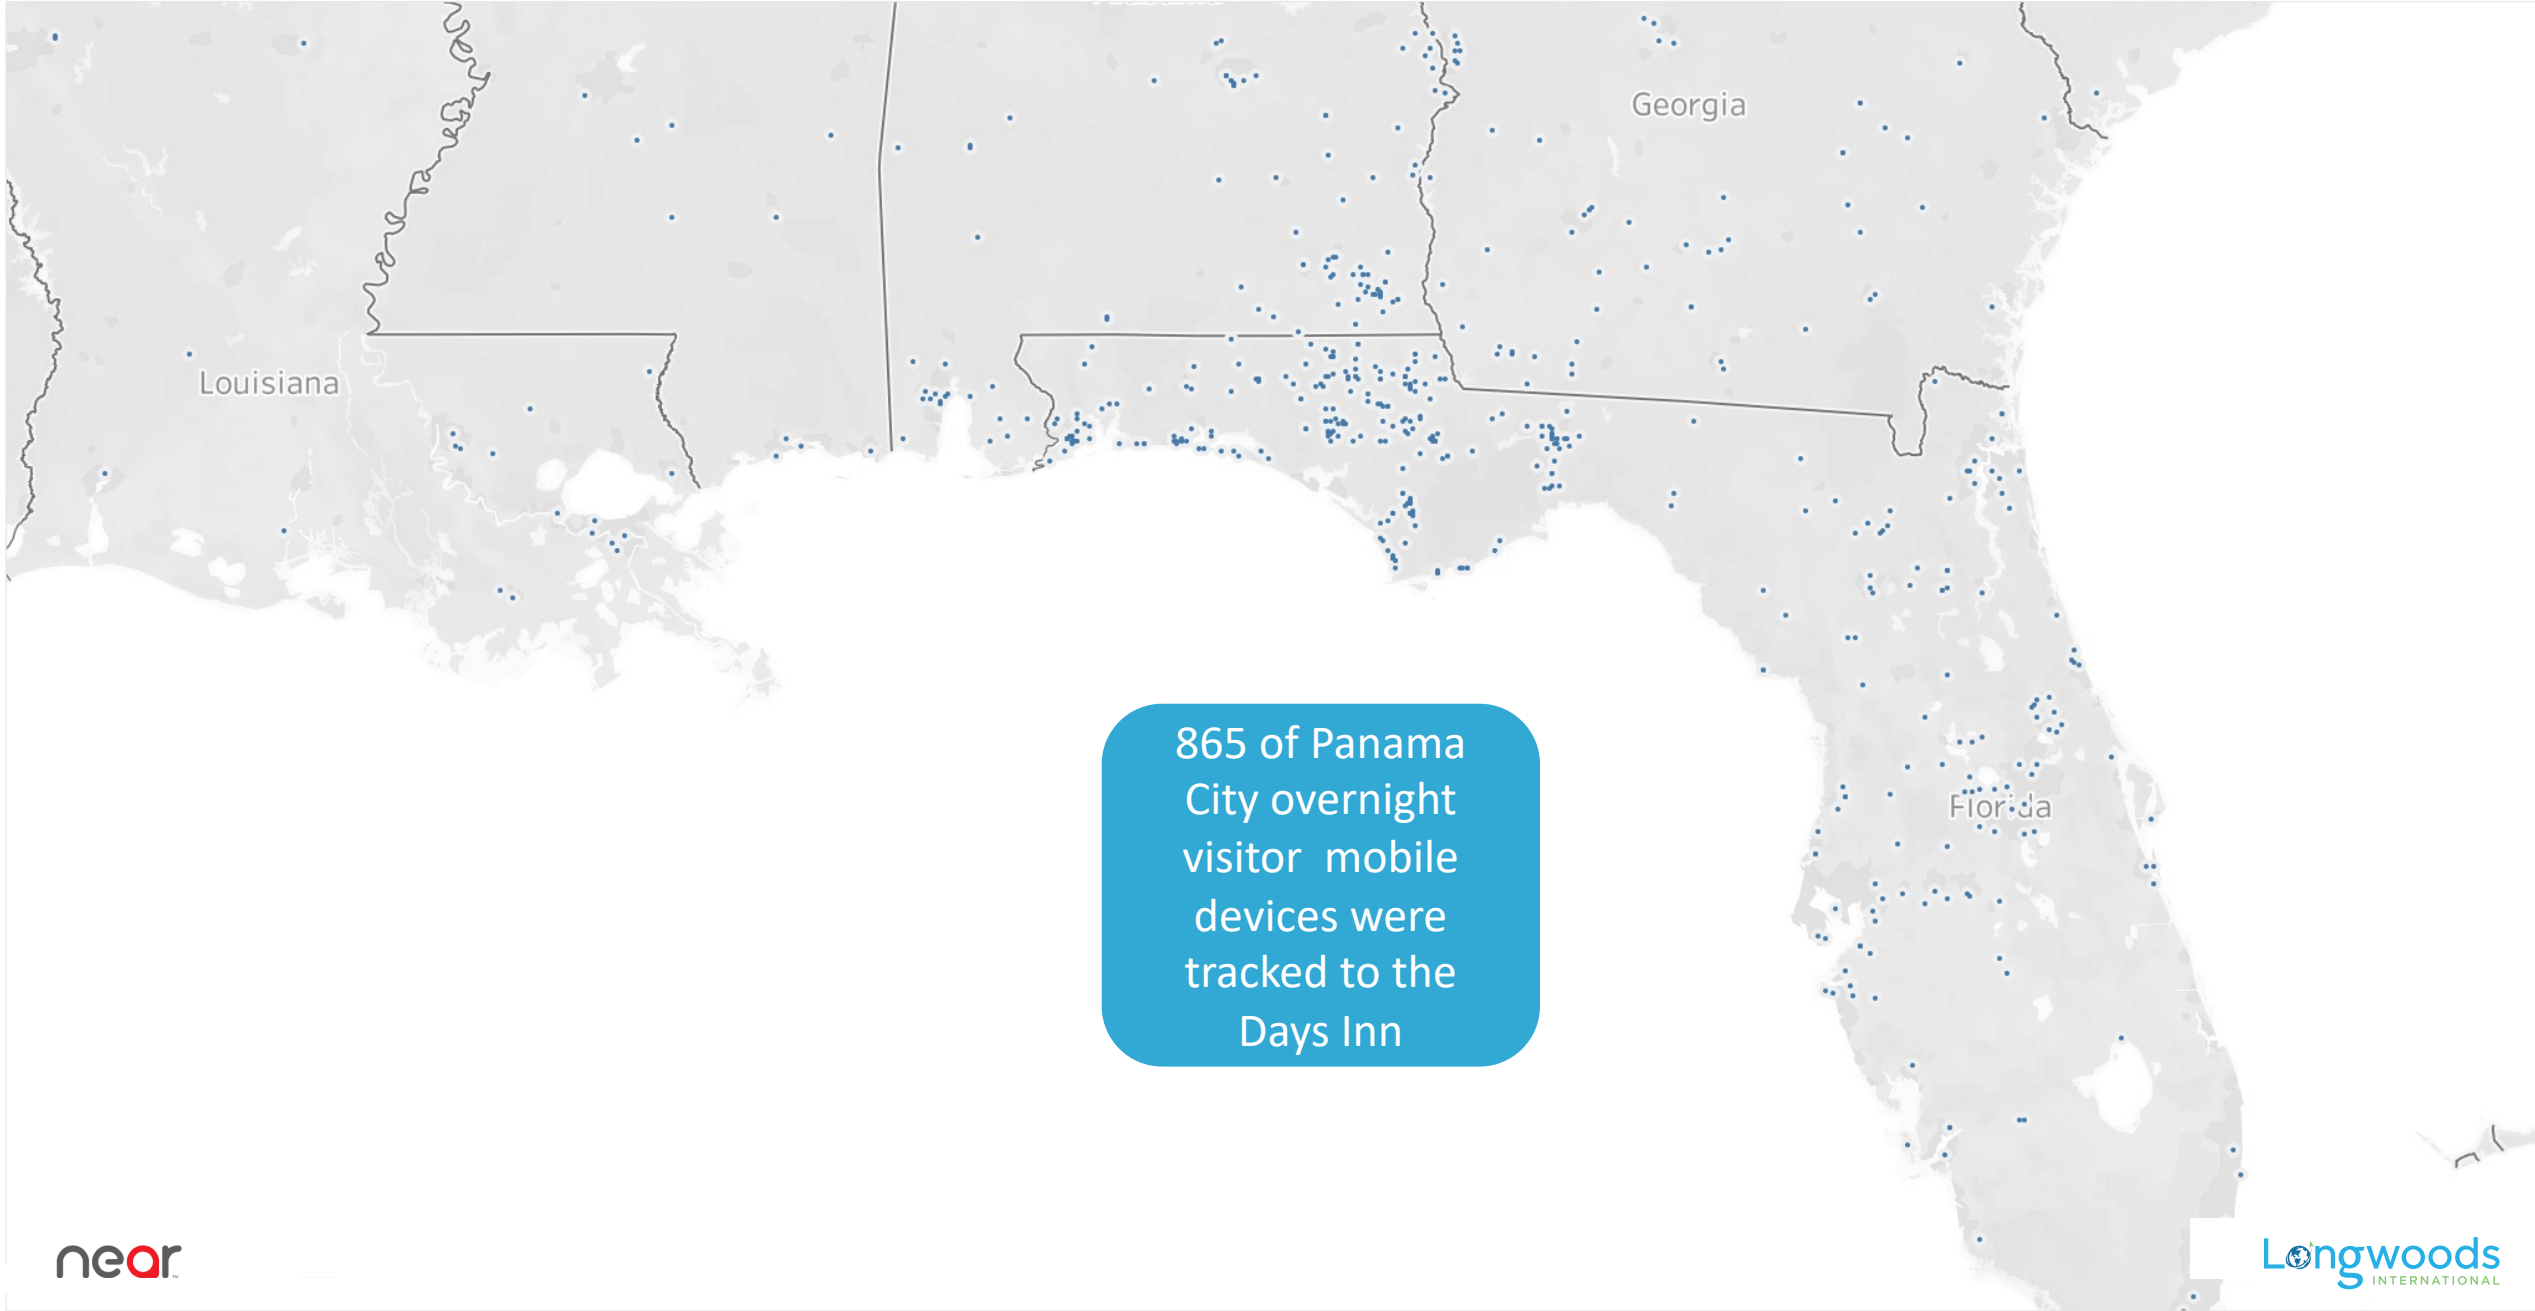 Georgia
Louisiana
865 of Panama
City overnight
visitor  mobile
devices were
tracked to the
Days Inn
Florida
near
Longwoods
INTERNATIONAL